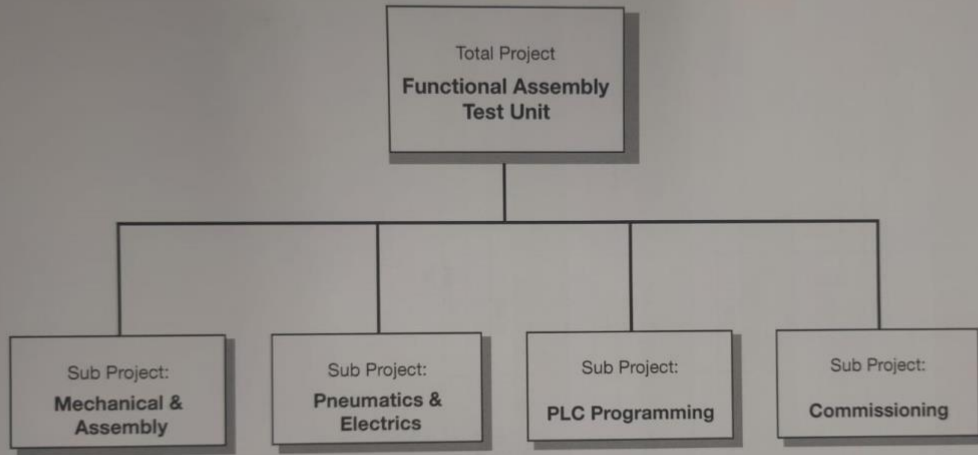 Total Project
Functional Assembly
Test Unit
Sub Project:
Mechanical &
Assembly
Sub Project:
Pneumatics &
Electrics
Sub Project:
PLC Programming
Sub Project:
Commissioning